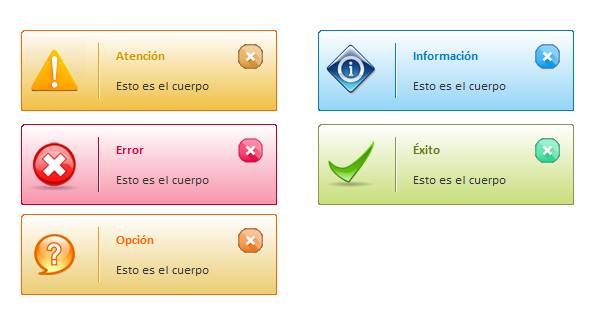 Atención
Esto es el cuerpo
Información
Esto es el cuerpo
Error
Esto es el cuerpo
Éxito
Esto es el cuerpo
Opción
Esto es el cuerpo